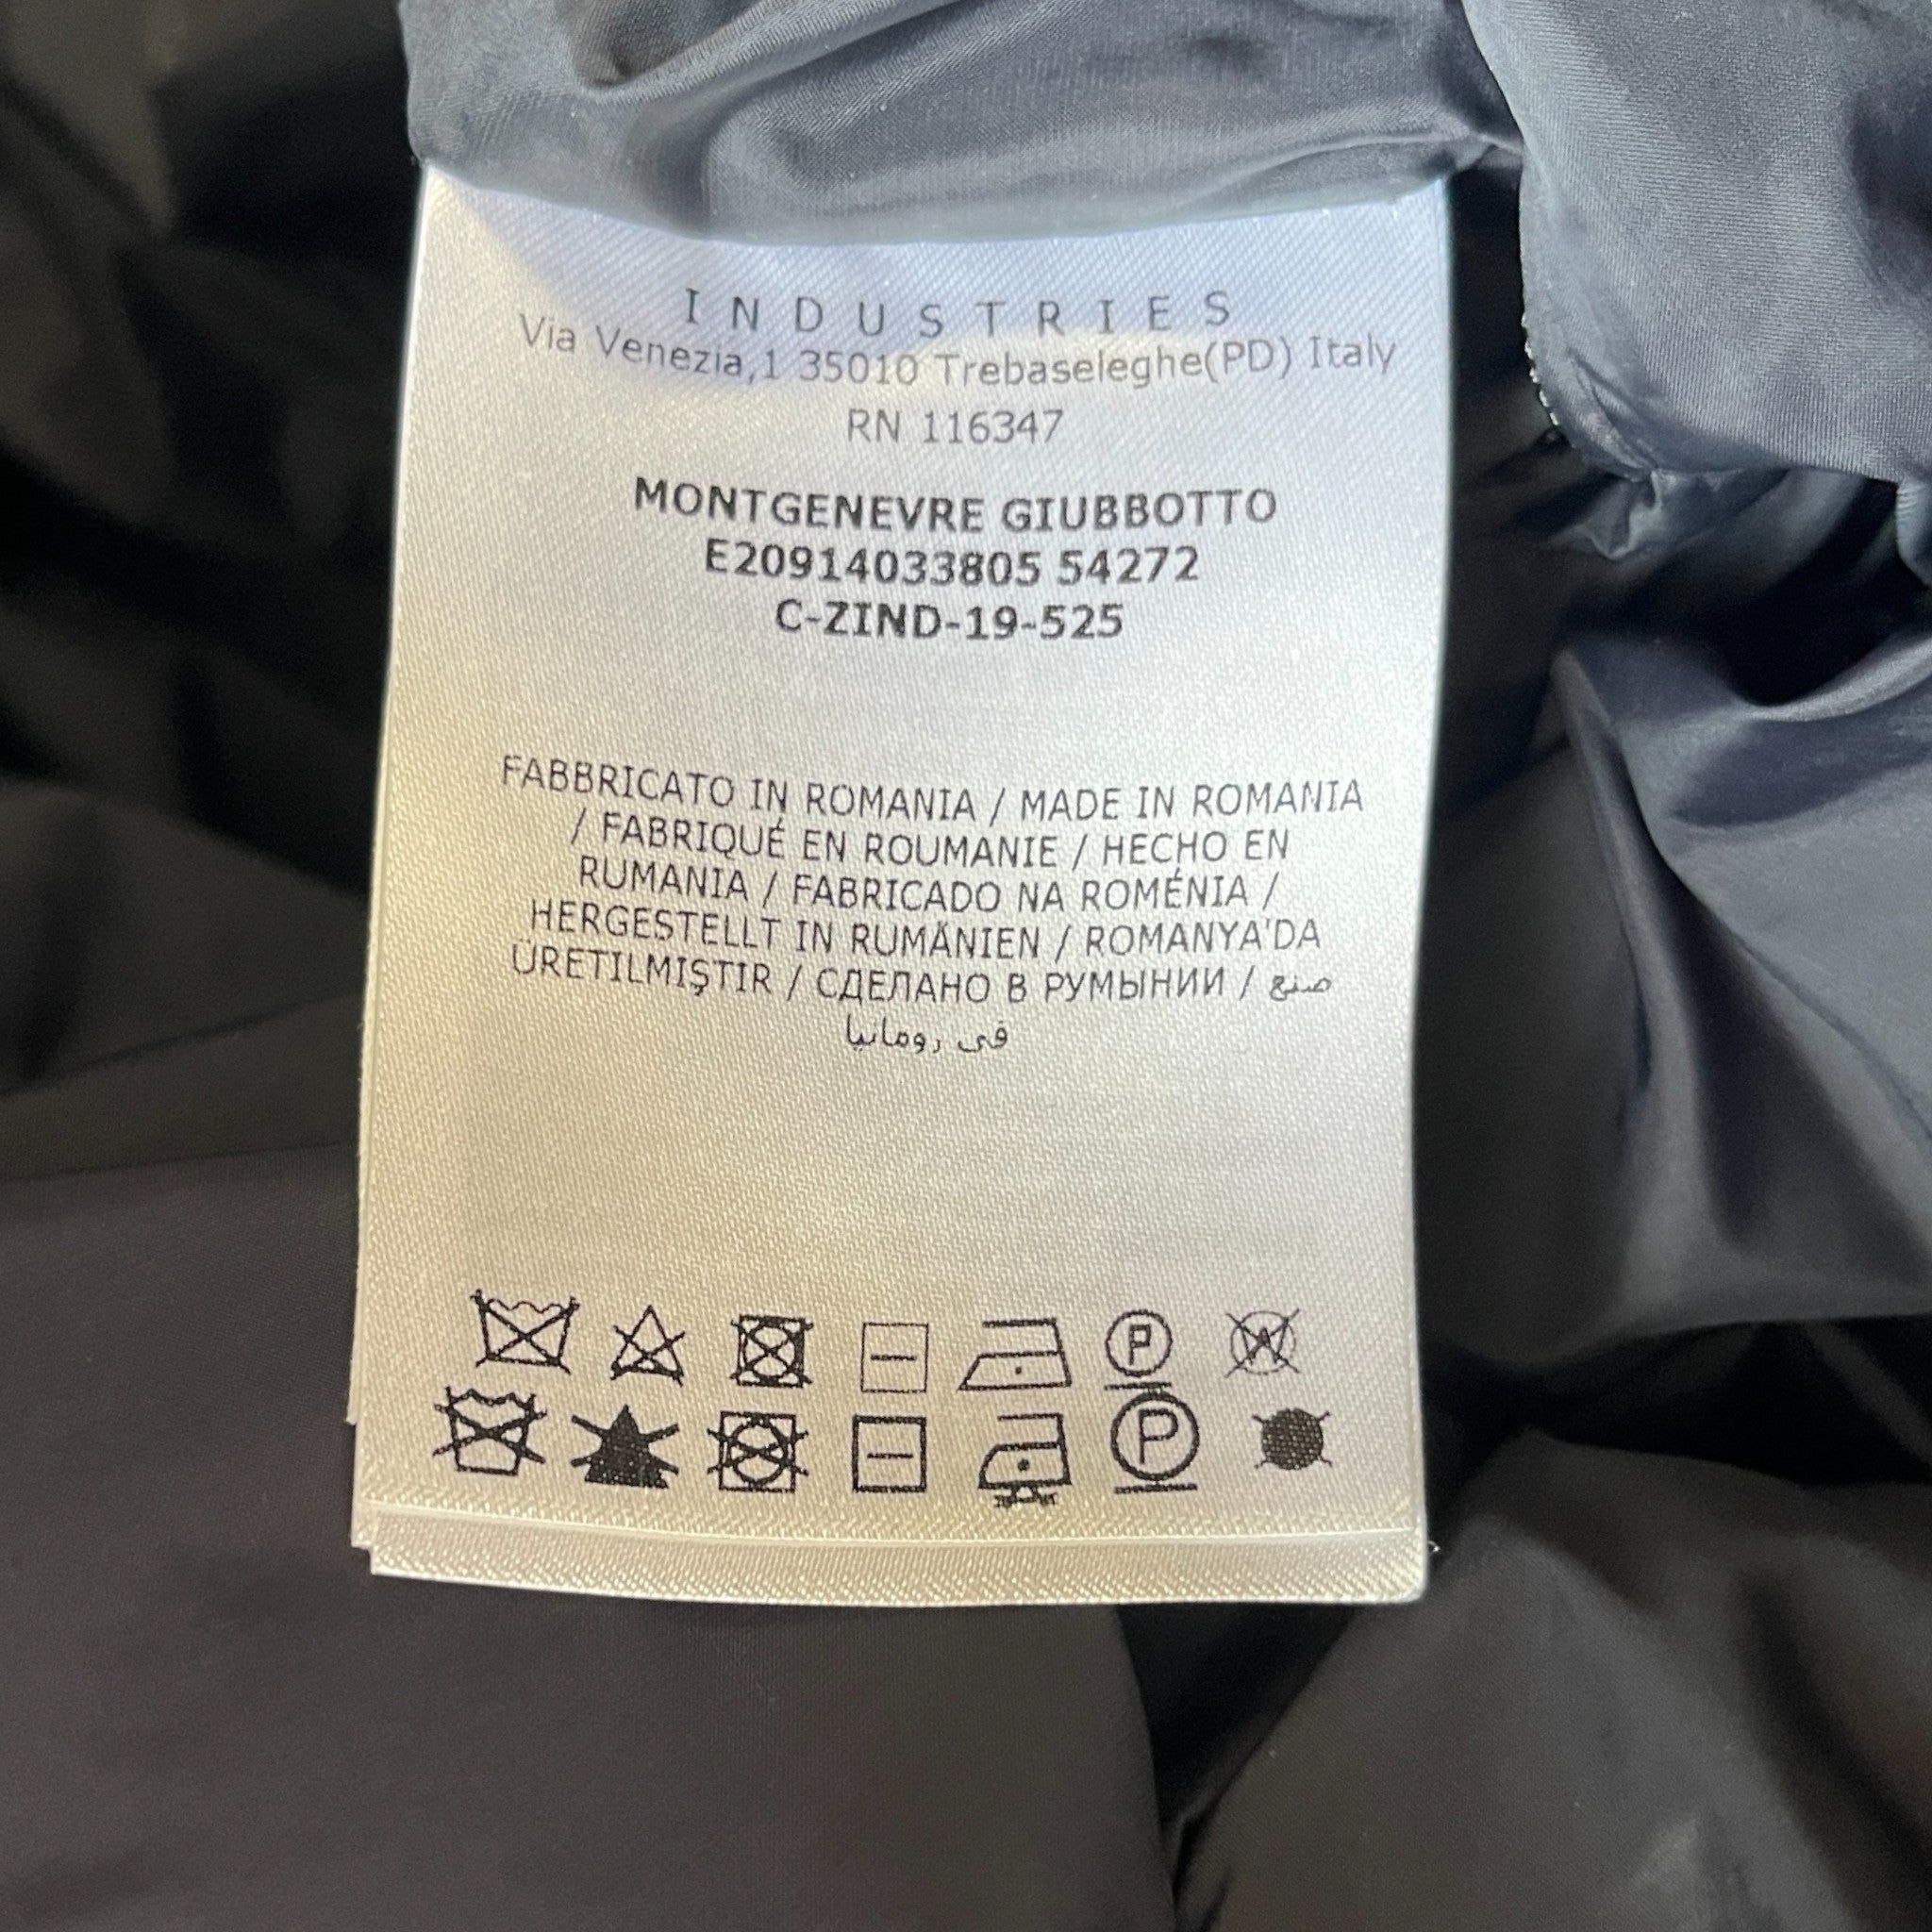 INDUSTRIES
Via Venezia,1 35010 Trebaseleghe(PD) Italy
RN 116347
MONTGENEVRE GIUBBOTTO
E20914033805 54272
C-ZIND-19-525
FABBRICATO IN ROMANIA / MADE IN ROMANIA
/ FABRIQUÉ EN ROUMANIE / HECHO EN
RUMANIA / FABRICADO NA ROMÉNIA /
HERGESTELLT IN RUMÄNIEN / ROMANYA'DA
ÜRETILMIŞTIR / СДЕЛАНО В РУМЫНИИ / صنع
في رومانيا
P W
P